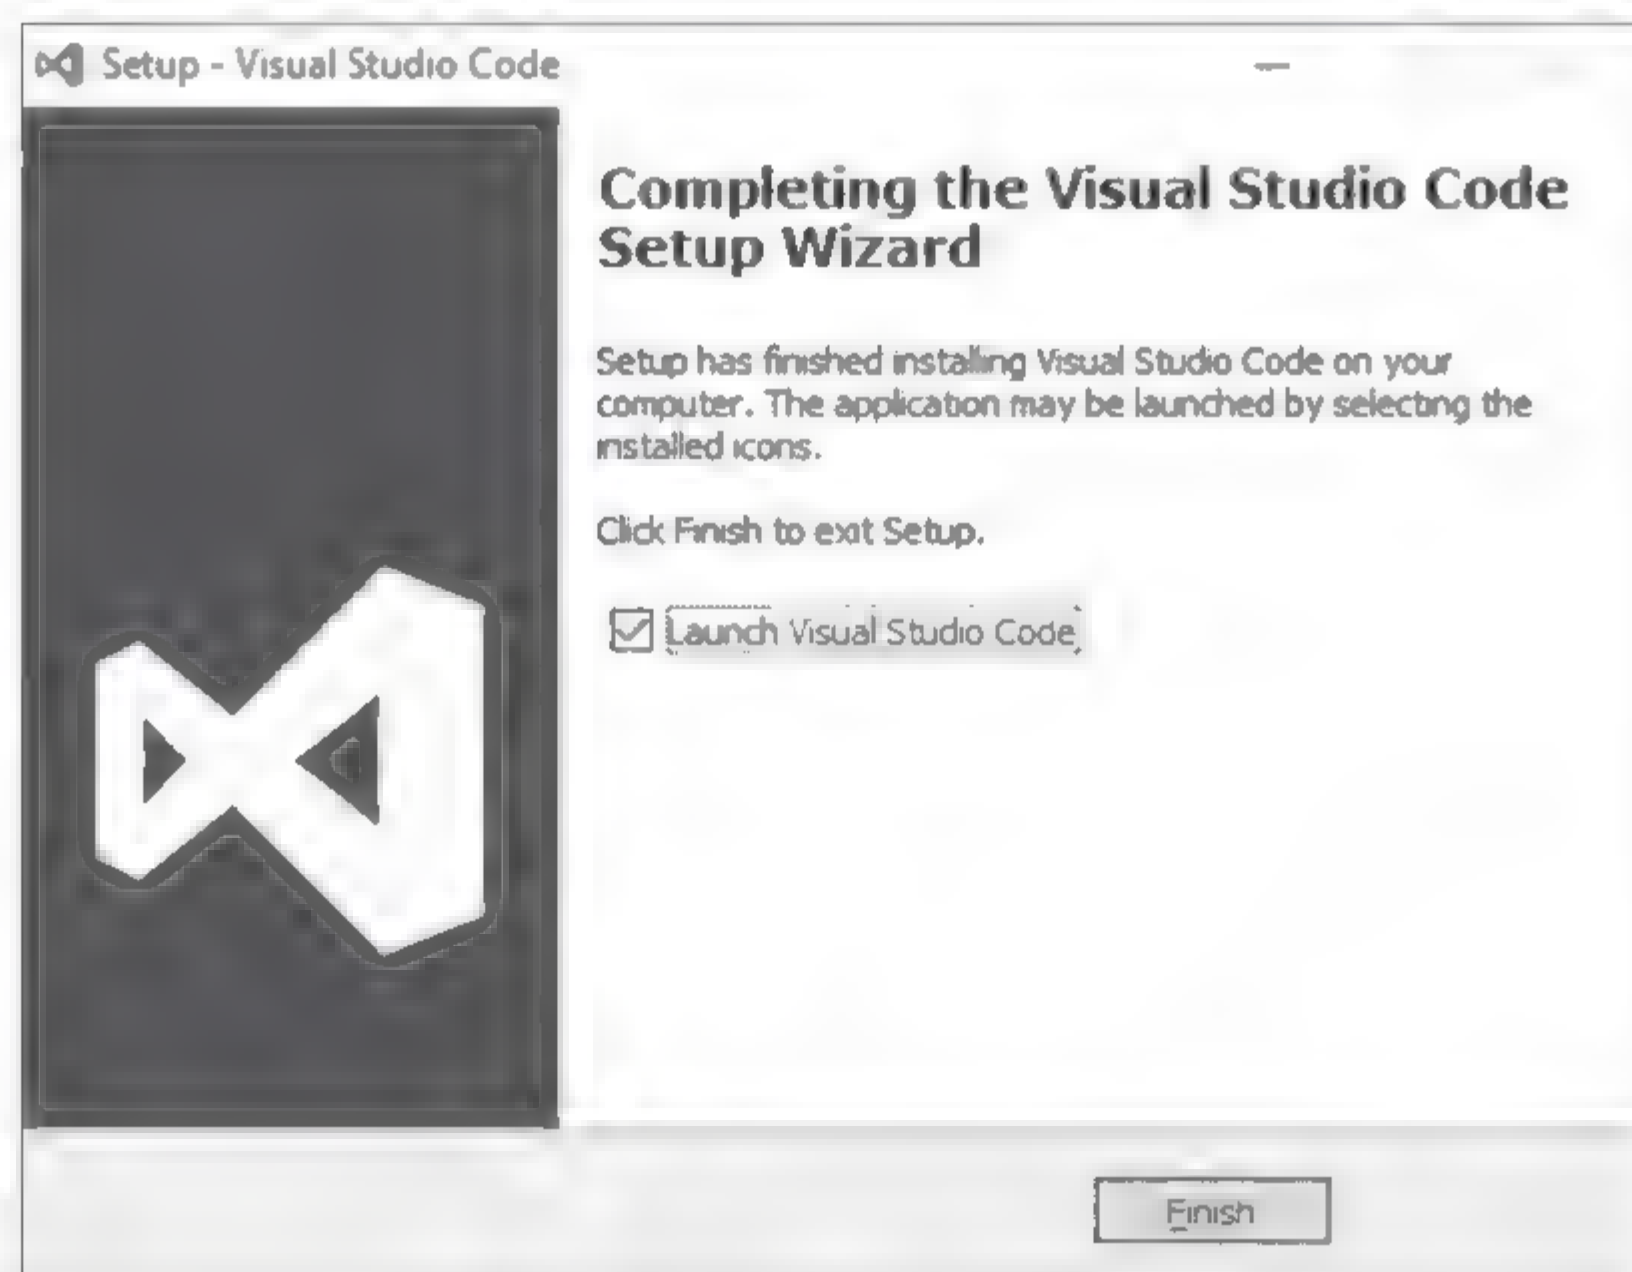 Setup - Visual Studio Code
Completing the Visual Studio Code
Setup Wizard
Setup has finished installing Visual Studio Code on your
computer. The application may be launched by selecting the
installed icons.
Click Finish to exit Setup.
Launch Visual Studio Code
Finish